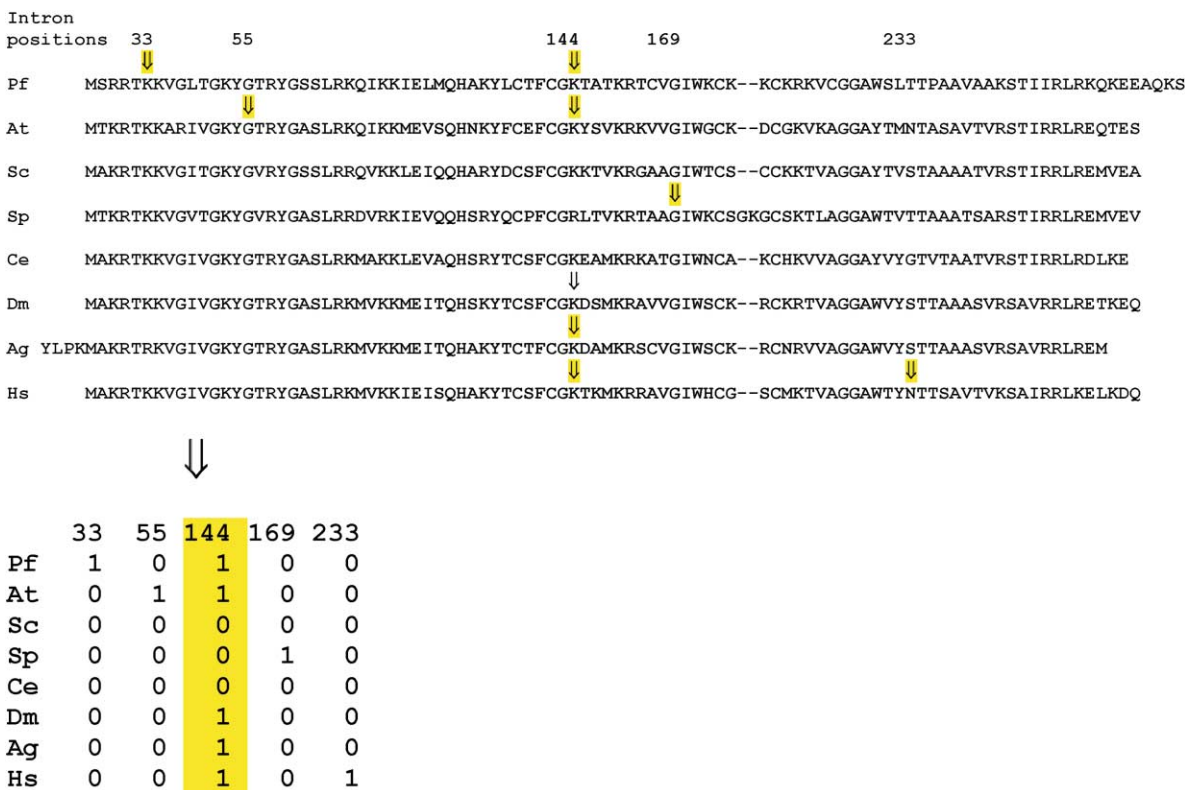 Intron
positions 33 55 144 169 233
⇓ ⇓
Pf MSRRTKKVGLTGKYGTRYGSSLRKQIKKIELMQHAKYLCTFCGKTATKRTCVGIWKCK--KCKRKVCGGAWSLTTPAAVAAKSTIIRLRKQKEEAQKS
⇓ ⇓
At MTKRTKKARIVGKYGTRYGASLRKQIKKMEVSQHNKYFCEFCGKYSVKRKVVGIWGCK--DCGKVKAGGAYTMNTASAVTVRSTIRRLREQTES
Sc MAKRTKKVGITGKYGVRYGASLRRQVKKLEIQQHARYDCSFCGKKTVKRGAAGIWTCS--CCKKTVAGGAYTVSTAAAATVRSTIRRLREMVEA
⇓
Sp MTKRTKKVGVTGKYGVRYGASLRRDVRKIEVQQHSRYQCPFCGRLTVKRTAAGIWKCSGKGCSKTLAGGAWTVTTAAATSARSTIRRLREMVEV
Ce MAKRTKKVGIVGKYGTRYGASLRKMAKKLEVAQHSRYTCSFCGKEAMKRKATGIWNCA--KCHKVVAGGAYVYGTVTAATVRSTIRRLRDLKE
⇓
Dm MAKRTKKVGIVGKYGTRYGASLRKMVKKMEITQHSKYTCSFCGKDSMKRAVVGIWSCK--RCKRTVAGGAWVYSTTAAASVRSAVRRLRETKEQ
⇓
Ag YLPKMAKRTRKVGIVGKYGTRYGASLRKMVKKMEITQHAKYTCTFCGKDAMKRSCVGIWSCK--RCNRVVAGGAWVYSTTAAASVRSAVRRLREM
⇓ ⇓
Hs MAKRTKKVGIVGKYGTRYGASLRKMVKKIEISQHAKYTCSFCGKTKMKRRAVGIWHCG--SCMKTVAGGAWTYNTTSAVTVKSAIRRLKELKDQ
⇓
33 55 144 169 233
Pf 1 0 1 0 0
At 0 1 1 0 0
Sc 0 0 0 0 0
Sp 0 0 0 1 0
Ce 0 0 0 0 0
Dm 0 0 1 0 0
Ag 0 0 1 0 0
Hs 0 0 1 0 1